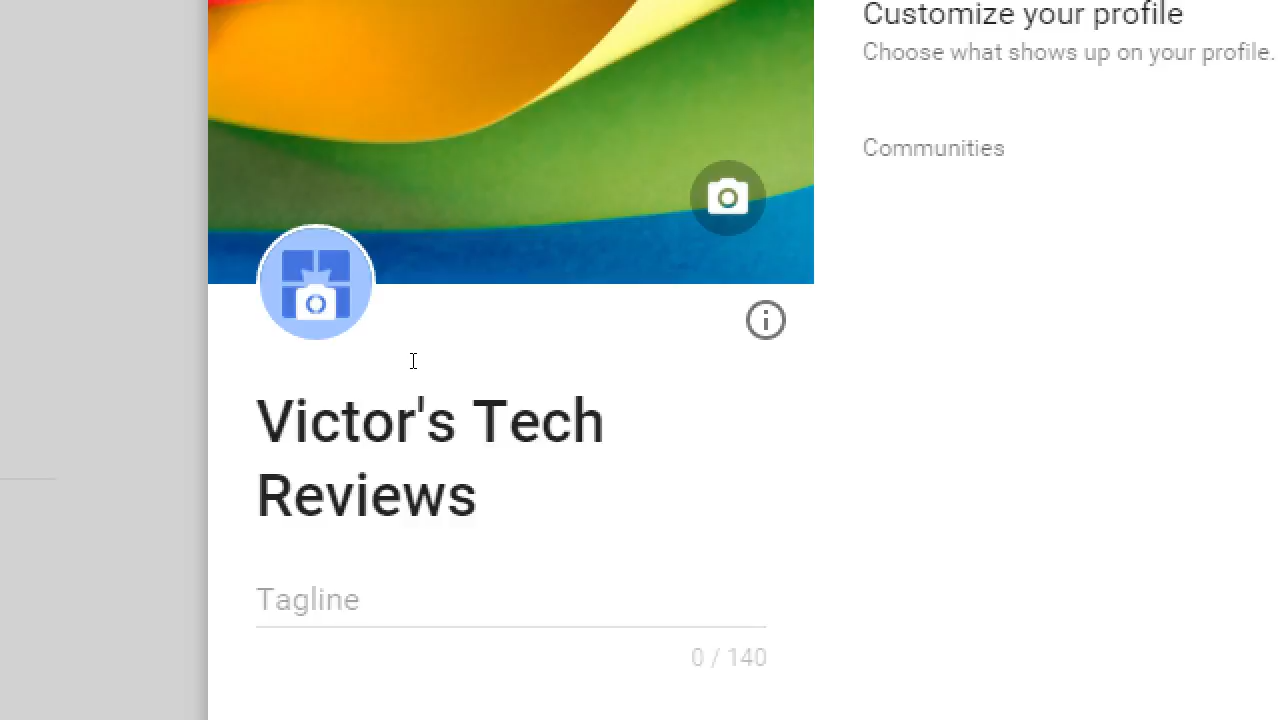 Customize your profile
Choose what shows up on your profile.
Communities
Victor's Tech
Reviews
Tagline
0 / 140